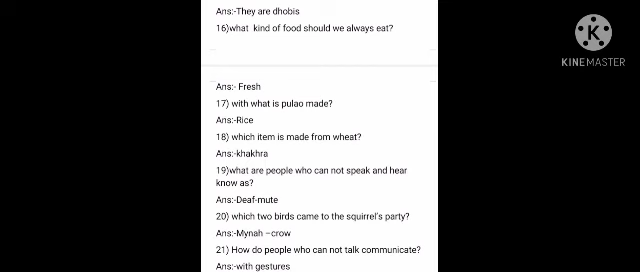 Ans:-They are dhobis
16)what kind of food should we always eat?
Ans:- Fresh
17) with what is pulao made?
Ans:-Rice
18) which item is made from wheat?
Ans:-khakhra
19)what are people who can not speak and hear
know as?
Ans:-Deaf-mute
20) which two birds came to the squirrel's party?
Ans:-Mynah –crow
21) How do people who can not talk communicate?
Ans:-with gestures
K
KINEMASTER